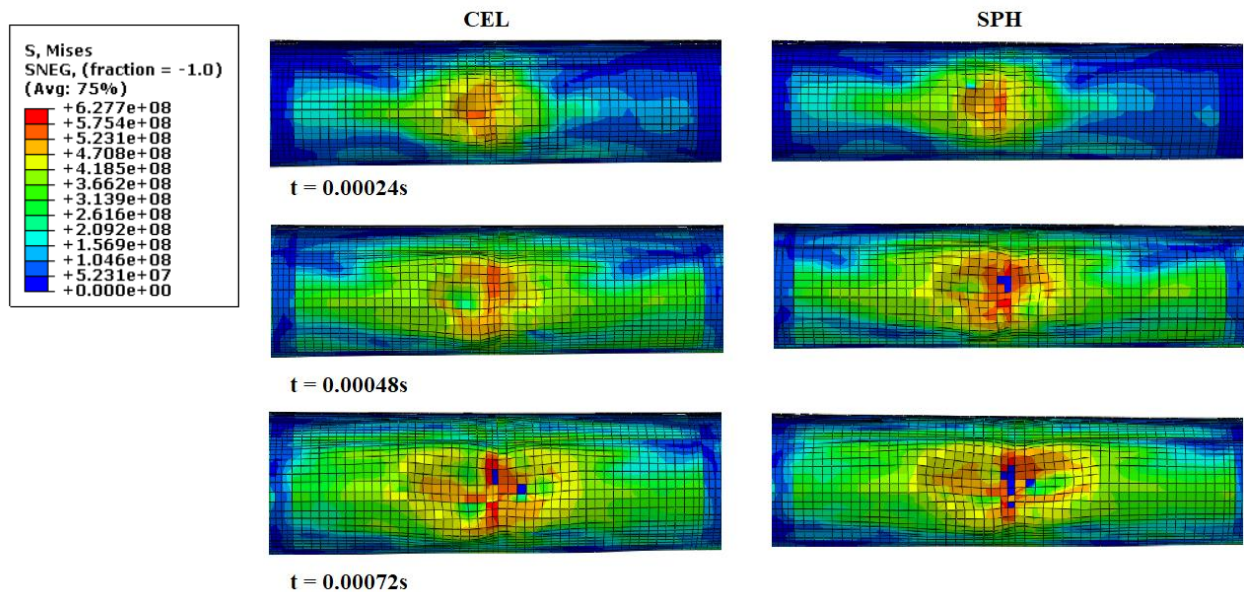 CEL
SPH
S, Mises
SNEG, (fraction = -1.0)
(Avg: 75%)
+6.277e+08
+5.754e+08
+5.231e+08
+4.708e+08
+4.185e+08
+3.662e+08
+3.139e+08
+2.616e+08
+2.092e+08
+1.569e+08
+1.046e+08
+5.231e+07
+0.000e+00
t = 0.00024s
t = 0.00048s
t = 0.00072s